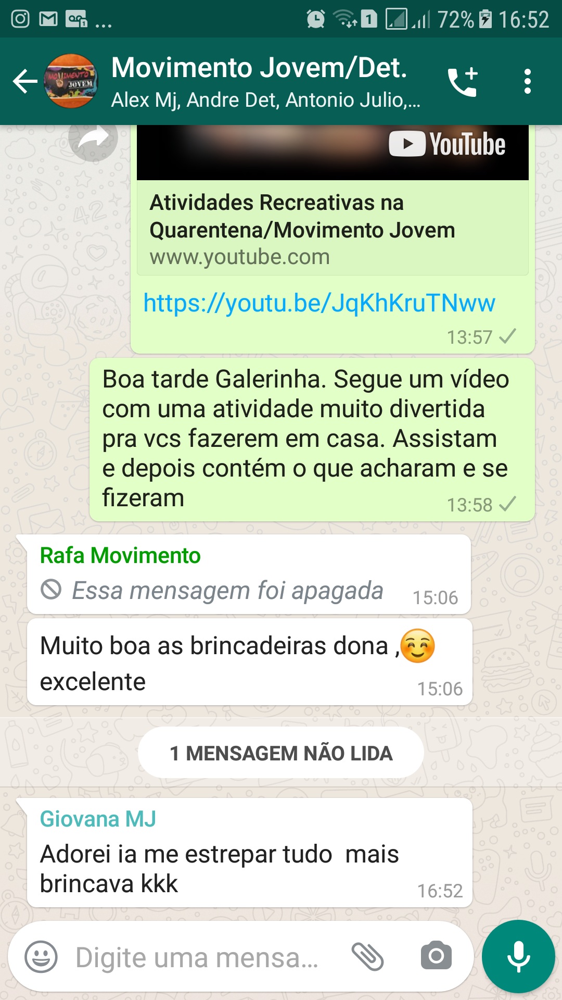 72% 16:52
1
1
Movimento Jovem/Det.
Alex Mj, Andre Det, Antonio Julio,...
MOVIMENTO
JOVEM
YouTube
Atividades Recreativas na
Quarentena/Movimento Jovem
www.youtube.com
https://youtu.be/JqKhKruTNww
13:57
Boa tarde Galerinha. Segue um vídeo
com uma atividade muito divertida
pra vcs fazerem em casa. Assistam
e depois contém o que acharam e se
fizeram
13:58
Rafa Movimento
Essa mensagem foi apagada
15:06
Muito boa as brincadeiras dona ,☺️
excelente
15:06
1 MENSAGEM NÃO LIDA
Giovana MJ
Adorei ia me estrepar tudo  mais
brincava kkk
16:52
Digite uma mensa...